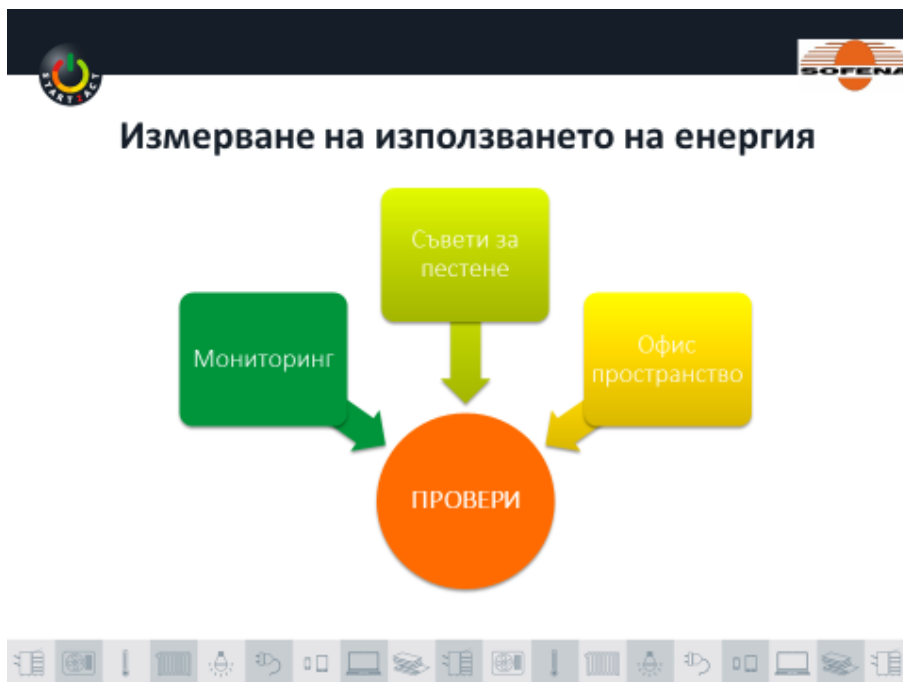 START2ACT
SOFENA
Измерване на използването на енергия
Съвети за
пестене
Мониторинг
Офис
пространство
ПРОВЕРИ